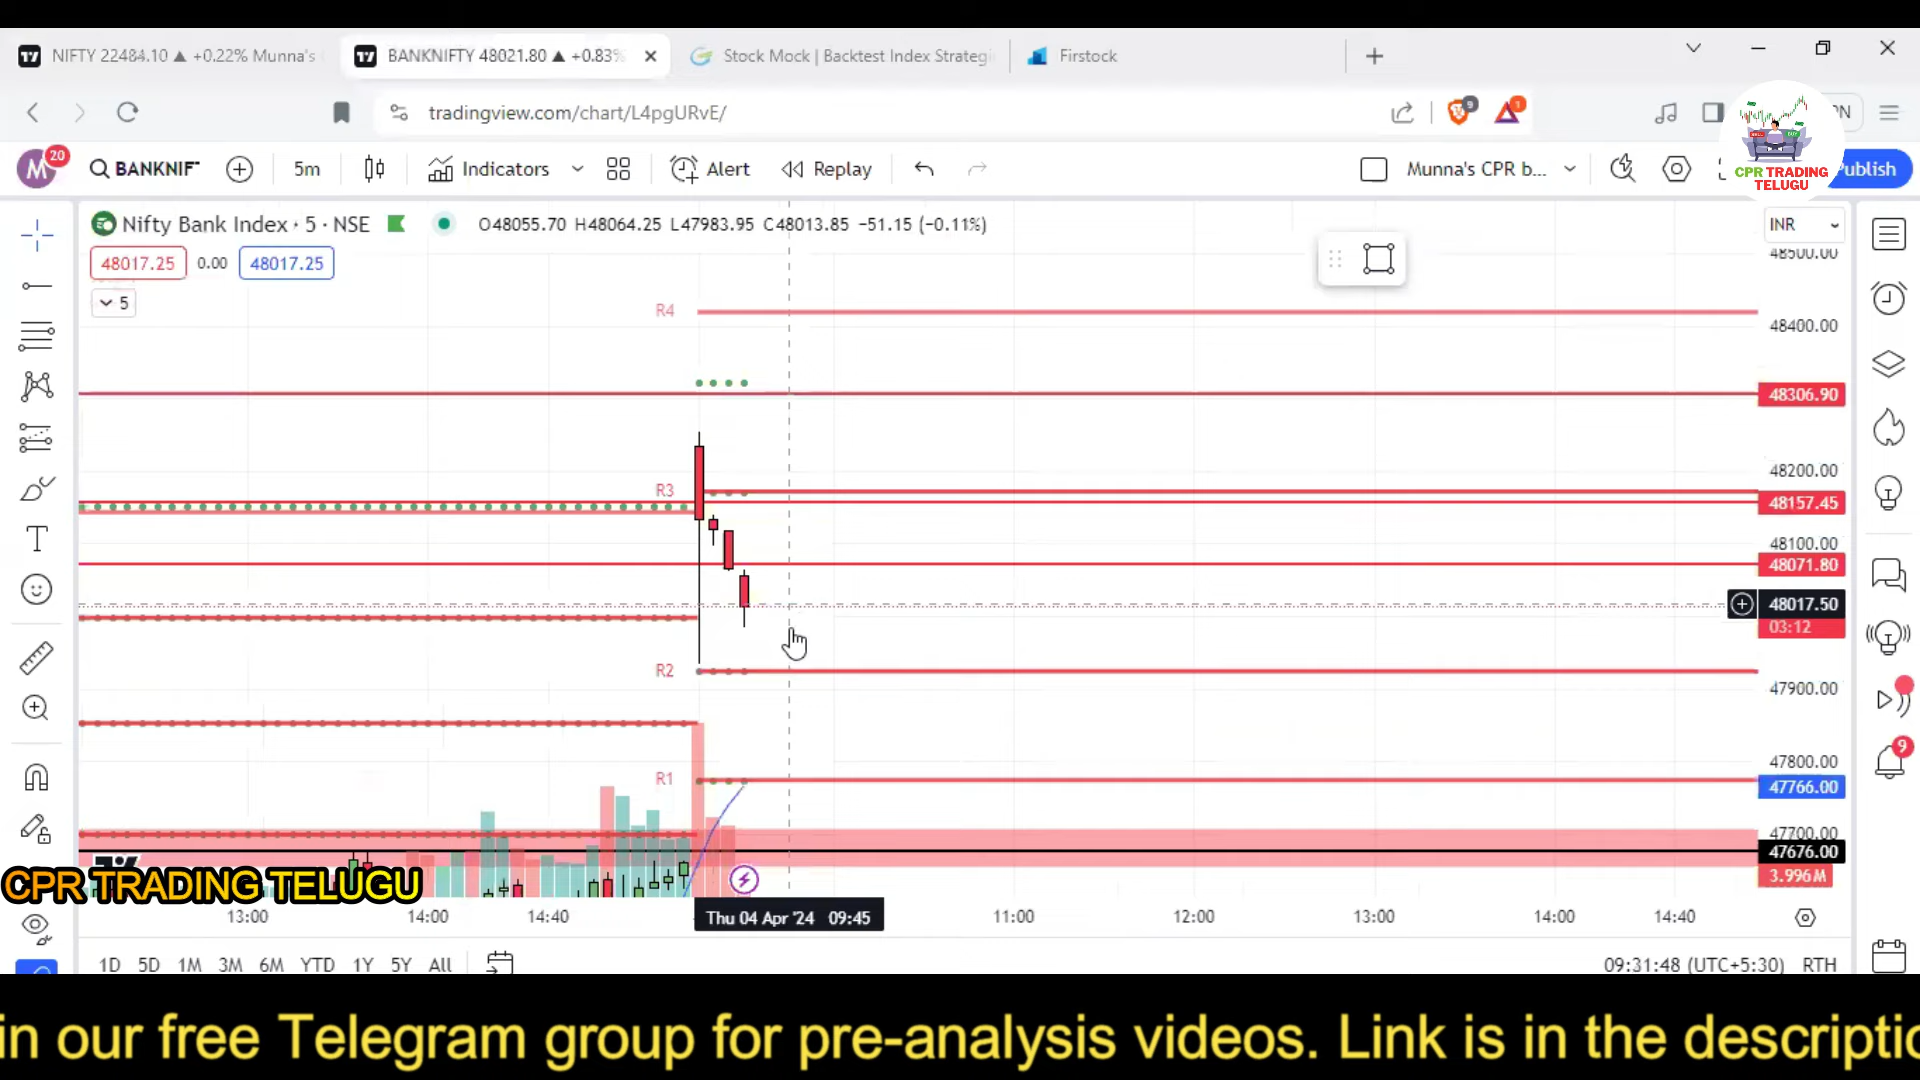 NIFTY 22484.10 ▲ +0.22% Munna's
BANKNIFTY 48021.80 ▲ +0.83%
Stock Mock | Backtest Index Strategi
Firstock
tradingview.com/chart/L4pgURvE/
9
1
N
M
20
BANKNIF
5m
Indicators
Alert
Replay
Munna's CPR b...
Publish
CPR TRADING
TELUGU
Nifty Bank Index · 5 · NSE
O48055.70 H48064.25 L47983.95 C48013.85 −51.15 (−0.11%)
INR
48017.25
0.00
48017.25
5
48500.00
R4
48400.00
48306.90
48200.00
R3
48157.45
48100.00
48071.80
48017.50
03:12
R2
47900.00
47800.00
R1
47766.00
47700.00
47676.00
3.996M
9
CPR TRADING TELUGU
13:00
14:00
14:40
Thu 04 Apr '24 09:45
11:00
12:00
13:00
14:00
14:40
1D 5D 1M 3M 6M YTD 1Y 5Y All
09:31:48 (UTC+5:30) RTH
in our free Telegram group for pre-analysis videos. Link is in the descriptio